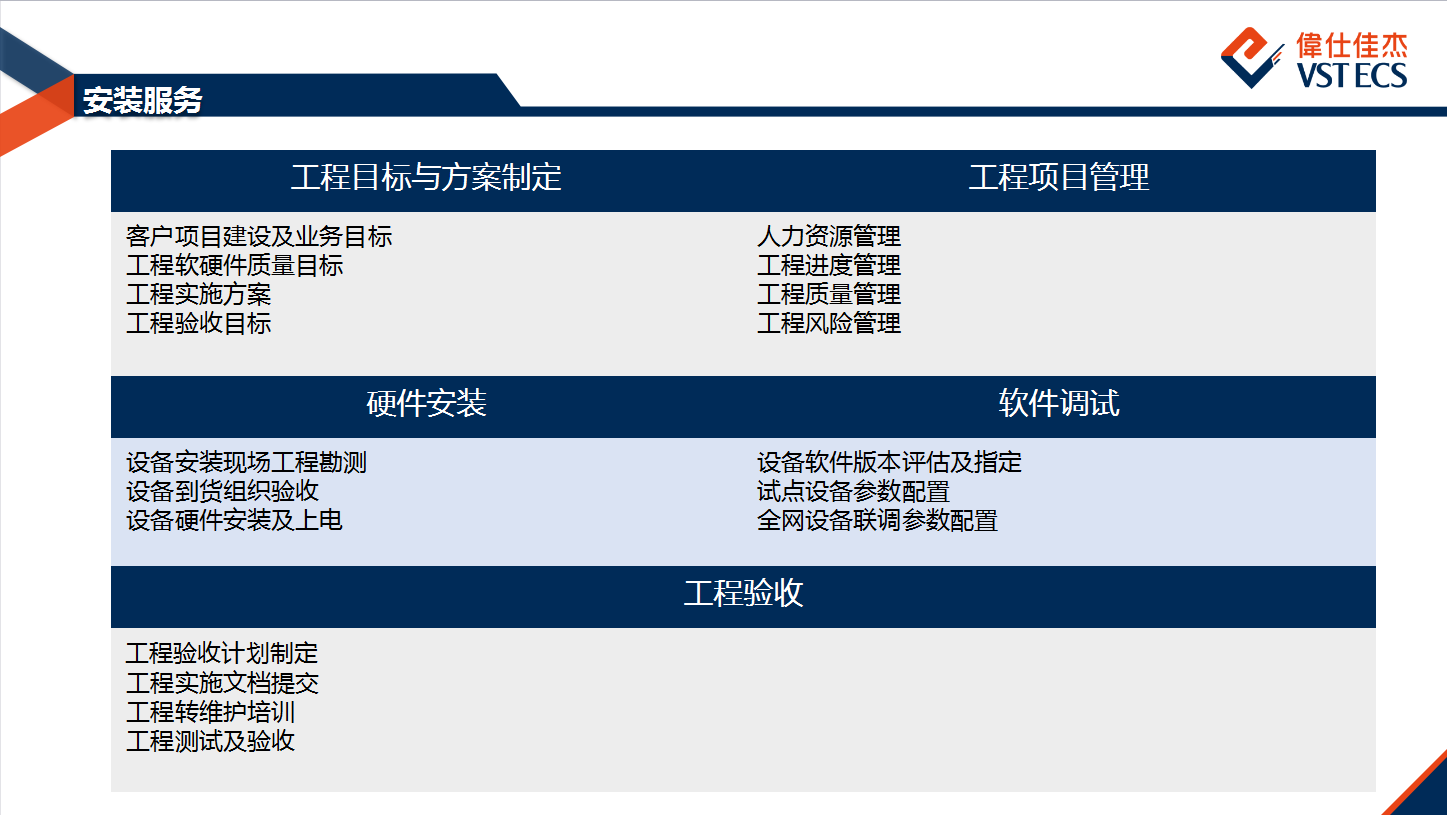 偉仕佳杰
VSTECS
安装服务
工程目标与方案制定
工程项目管理
客户项目建设及业务目标
工程软硬件质量目标
工程实施方案
工程验收目标
人力资源管理
工程进度管理
工程质量管理
工程风险管理
硬件安装
软件调试
设备安装现场工程勘测
设备到货组织验收
设备硬件安装及上电
设备软件版本评估及指定
试点设备参数配置
全网设备联调参数配置
工程验收
工程验收计划制定
工程实施文档提交
工程转维护培训
工程测试及验收